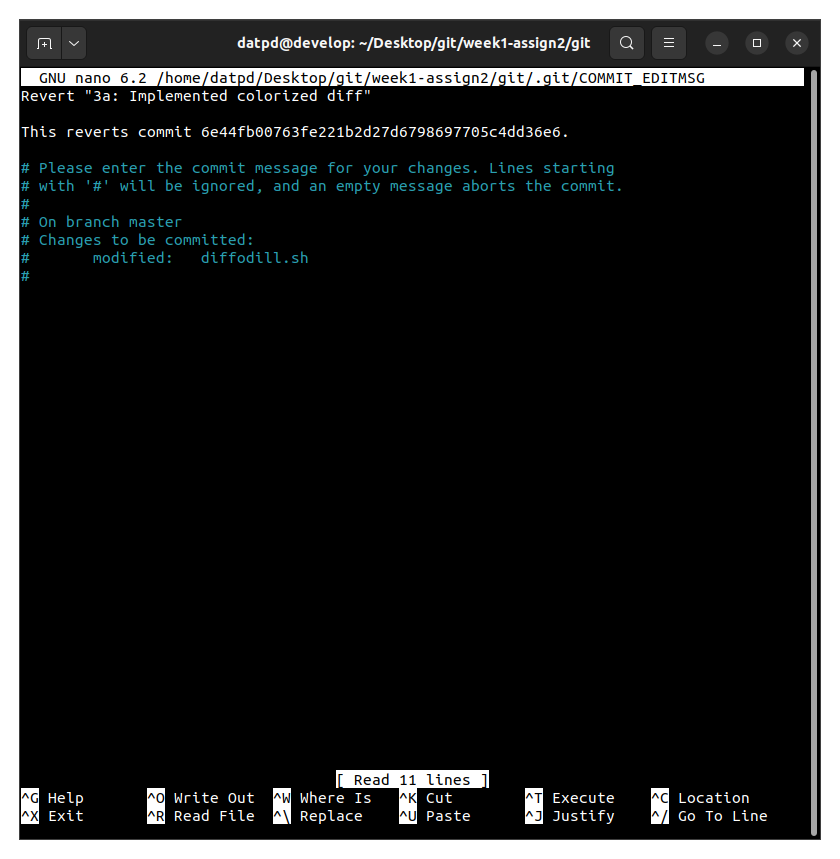 datpd@develop: ~/Desktop/git/week1-assign2/git
GNU nano 6.2 /home/datpd/Desktop/git/week1-assign2/git/.git/COMMIT_EDITMSG
Revert "3a: Implemented colorized diff"
This reverts commit 6e44fb00763fe221b2d27d6798697705c4dd36e6.
# Please enter the commit message for your changes. Lines starting
# with '#' will be ignored, and an empty message aborts the commit.
#
# On branch master
# Changes to be committed:
#       modified:   diffodill.sh
#
[ Read 11 lines ]
^G Help       ^O Write Out  ^W Where Is   ^K Cut        ^T Execute    ^C Location
^X Exit       ^R Read File  ^\ Replace    ^U Paste      ^J Justify    ^/ Go To Line